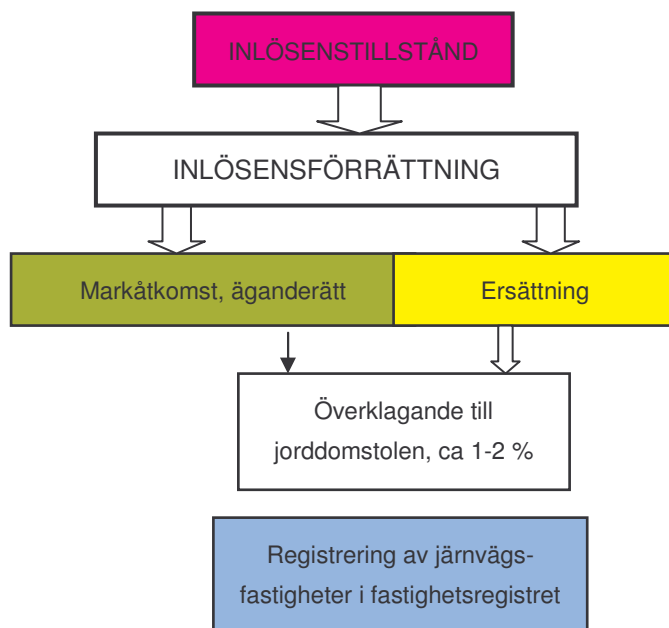 INLÖSENSTILLSTÅND
INLÖSENSFÖRRÄTTNING
Markåtkomst, äganderätt
Ersättning
Överklagande till
jorddomstolen, ca 1-2 %
Registrering av järnvägs-
fastigheter i fastighetsregistret